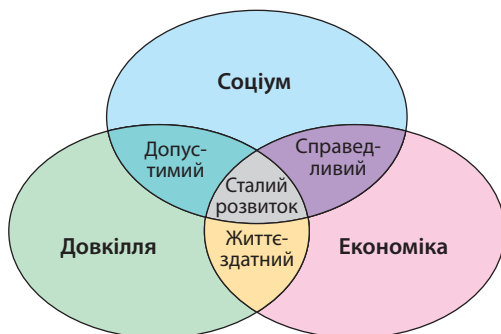 Соціум
Допус-
тимий
Справед-
ливий
Сталий
розвиток
Довкілля
Життє-
здатний
Економіка